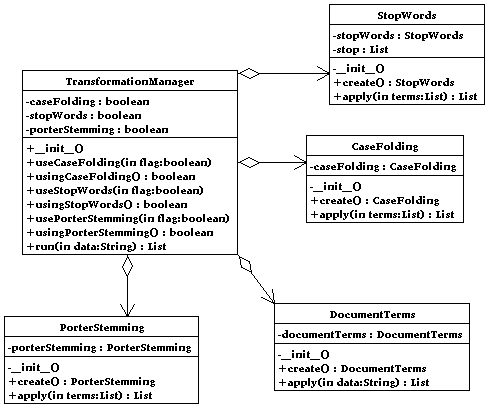 StopWords
-stopWords : StopWords
-stop : List
-__init__()
+create() : StopWords
+apply(in terms:List) : List
TransformationManager
-caseFolding : boolean
-stopWords : boolean
-porterStemming : boolean
+__init__()
+useCaseFolding(in flag:boolean)
+usingCaseFolding() : boolean
+useStopWords(in flag:boolean)
+usingStopWords() : boolean
+usePorterStemming(in flag:boolean)
+usingPorterStemming() : boolean
+run(in data:String) : List
CaseFolding
-caseFolding : CaseFolding
-__init__()
+create() : CaseFolding
+apply(in terms:List) : List
PorterStemming
-porterStemming : PorterStemming
-__init__()
+create() : PorterStemming
+apply(in terms:List) : List
DocumentTerms
-documentTerms : DocumentTerms
-__init__()
+create() : DocumentTerms
+apply(in data:String) : List